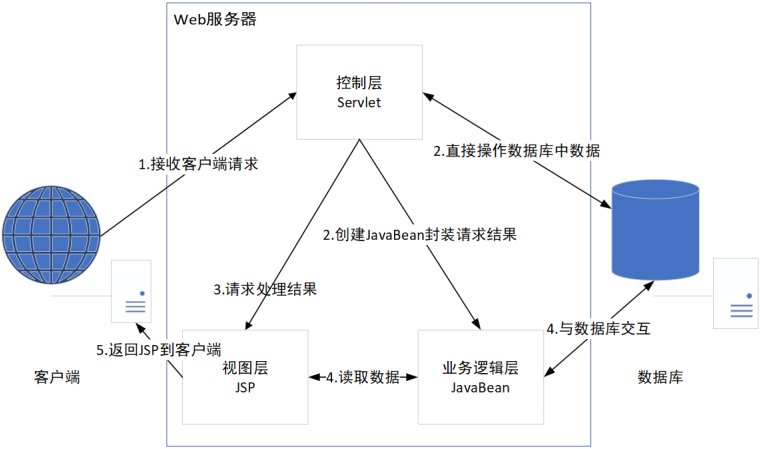 Web服务器
控制层
Servlet
1.接收客户端请求
2.直接操作数据库中数据
2.创建JavaBean封装请求结果
3.请求处理结果
4.与数据库交互
5.返回JSP到客户端
视图层
JSP
4.读取数据
业务逻辑层
JavaBean
客户端
数据库